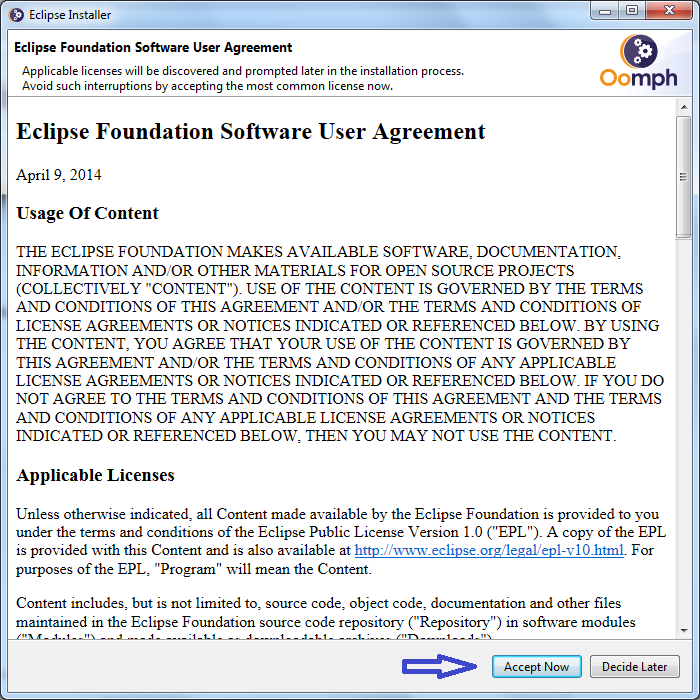 Eclipse Installer
Eclipse Foundation Software User Agreement
Applicable licenses will be discovered and prompted later in the installation process.
Avoid such interruptions by accepting the most common license now.
Oomph
Eclipse Foundation Software User Agreement
April 9, 2014
Usage Of Content
THE ECLIPSE FOUNDATION MAKES AVAILABLE SOFTWARE, DOCUMENTATION,
INFORMATION AND/OR OTHER MATERIALS FOR OPEN SOURCE PROJECTS
(COLLECTIVELY "CONTENT"). USE OF THE CONTENT IS GOVERNED BY THE TERMS
AND CONDITIONS OF THIS AGREEMENT AND/OR THE TERMS AND CONDITIONS OF
LICENSE AGREEMENTS OR NOTICES INDICATED OR REFERENCED BELOW. BY USING
THE CONTENT, YOU AGREE THAT YOUR USE OF THE CONTENT IS GOVERNED BY
THIS AGREEMENT AND/OR THE TERMS AND CONDITIONS OF ANY APPLICABLE
LICENSE AGREEMENTS OR NOTICES INDICATED OR REFERENCED BELOW. IF YOU DO
NOT AGREE TO THE TERMS AND CONDITIONS OF THIS AGREEMENT AND THE TERMS
AND CONDITIONS OF ANY APPLICABLE LICENSE AGREEMENTS OR NOTICES
INDICATED OR REFERENCED BELOW, THEN YOU MAY NOT USE THE CONTENT.
Applicable Licenses
Unless otherwise indicated, all Content made available by the Eclipse Foundation is provided to you
under the terms and conditions of the Eclipse Public License Version 1.0 ("EPL"). A copy of the EPL
is provided with this Content and is also available at http://www.eclipse.org/legal/epl-v10.html. For
purposes of the EPL, "Program" will mean the Content.
Content includes, but is not limited to, source code, object code, documentation and other files
maintained in the Eclipse Foundation source code repository ("Repository") in software modules
("Modules") and made available as downloadable archives ("Downloads").
Accept Now
Decide Later